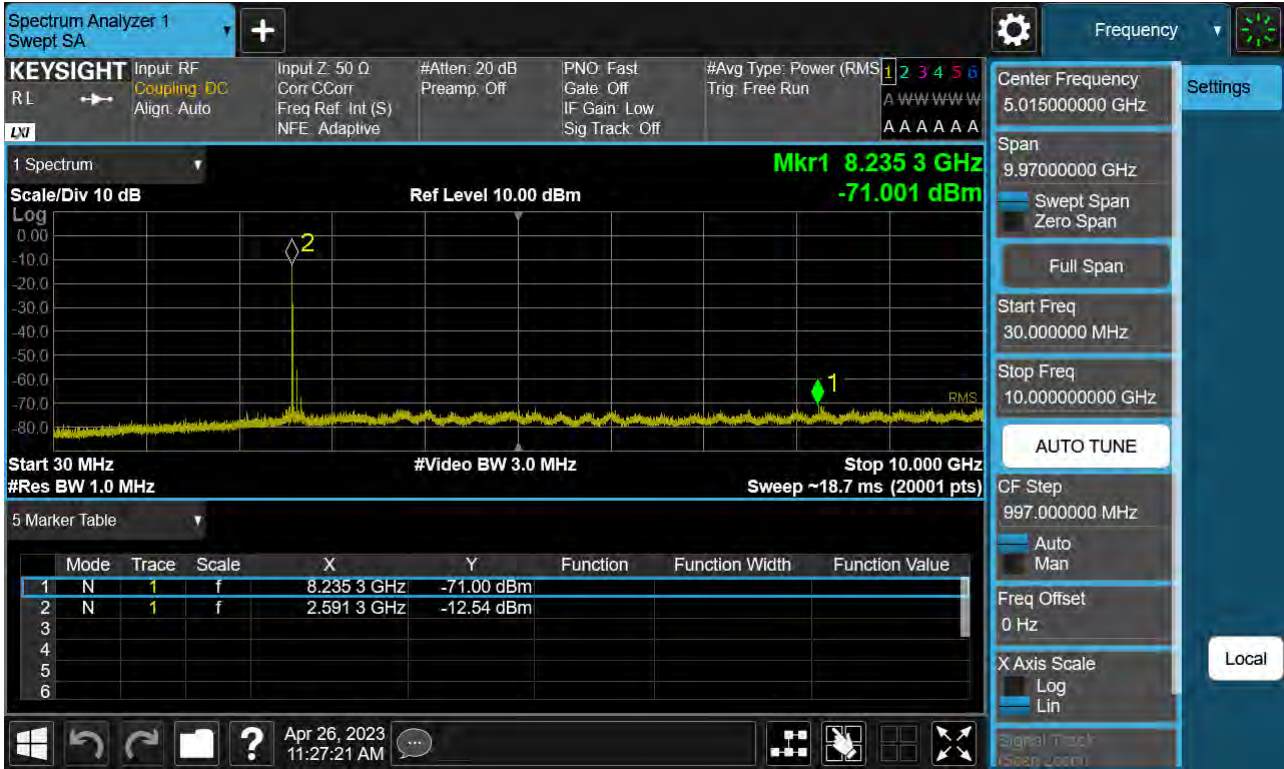 Spectrum Analyzer 1
Swept SA
+
Frequency
KEYSIGHT
RL
LXI
Input: RF
Coupling: DC
Align: Auto
Input Z: 50 Ω
Corr CCorr
Freq Ref: Int (S)
NFE: Adaptive
#Atten: 20 dB
Preamp: Off
PNO: Fast
Gate: Off
IF Gain: Low
Sig Track: Off
#Avg Type: Power (RMS
Trig: Free Run
1 2 3 4 5 6
A W W W W W
A A A A A A
1 Spectrum
Mkr1 8.235 3 GHz
-71.001 dBm
Scale/Div 10 dB
Ref Level 10.00 dBm
Log
0.00
-10.0
-20.0
-30.0
-40.0
-50.0
-60.0
-70.0
-80.0
2
1
RMS
Start 30 MHz
#Video BW 3.0 MHz
Stop 10.000 GHz
#Res BW 1.0 MHz
Sweep ~18.7 ms (20001 pts)
5 Marker Table
Mode Trace Scale X Y Function Function Width Function Value
1 N 1 f 8.235 3 GHz -71.00 dBm
2 N 1 f 2.591 3 GHz -12.54 dBm
3
4
5
6
?
Apr 26, 2023
11:27:21 AM
Center Frequency
5.015000000 GHz
Settings
Span
9.97000000 GHz
Swept Span
Zero Span
Full Span
Start Freq
30.000000 MHz
Stop Freq
10.000000000 GHz
AUTO TUNE
CF Step
997.000000 MHz
Auto
Man
Freq Offset
0 Hz
X Axis Scale
Log
Lin
Local
Signal Track
(Span Zoom)